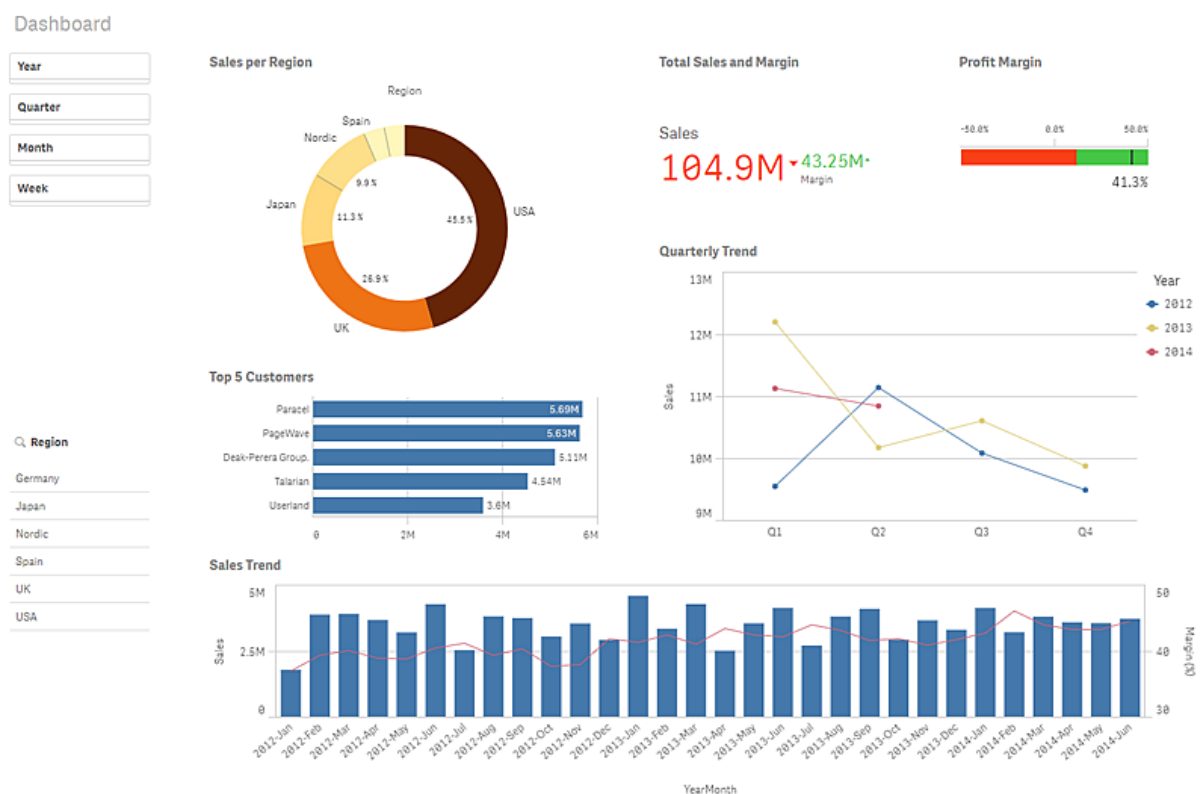 Dashboard
Year
Quarter
Month
Week
Region
Germany
Japan
Nordic
Spain
UK
USA
Sales per Region
Region
Spain
Nordic
Japan
UK
USA
9.9%
11.3%
26.9%
45.5%
Total Sales and Margin
Sales
104.9M
43.25M
Margin
Profit Margin
-50.0% 0.0% 50.0%
41.3%
Top 5 Customers
Paracel 5.69M
PageWave 5.63M
Deak-Perera Group. 5.11M
Talarian 4.54M
Userland 3.6M
0 2M 4M 6M
Quarterly Trend
Sales
13M
12M
11M
10M
9M
Q1 Q2 Q3 Q4
Year
2012
2013
2014
Sales Trend
Sales
5M
2.5M
0
50
40
30
Margin (%)
2012-Jan 2012-Feb 2012-Mar 2012-Apr 2012-May 2012-Jun 2012-Jul 2012-Aug 2012-Sep 2012-Oct 2012-Nov 2012-Dec 2013-Jan 2013-Feb 2013-Mar 2013-Apr 2013-May 2013-Jun 2013-Jul 2013-Aug 2013-Sep 2013-Oct 2013-Nov 2013-Dec 2014-Jan 2014-Feb 2014-Mar 2014-Apr 2014-May 2014-Jun
YearMonth